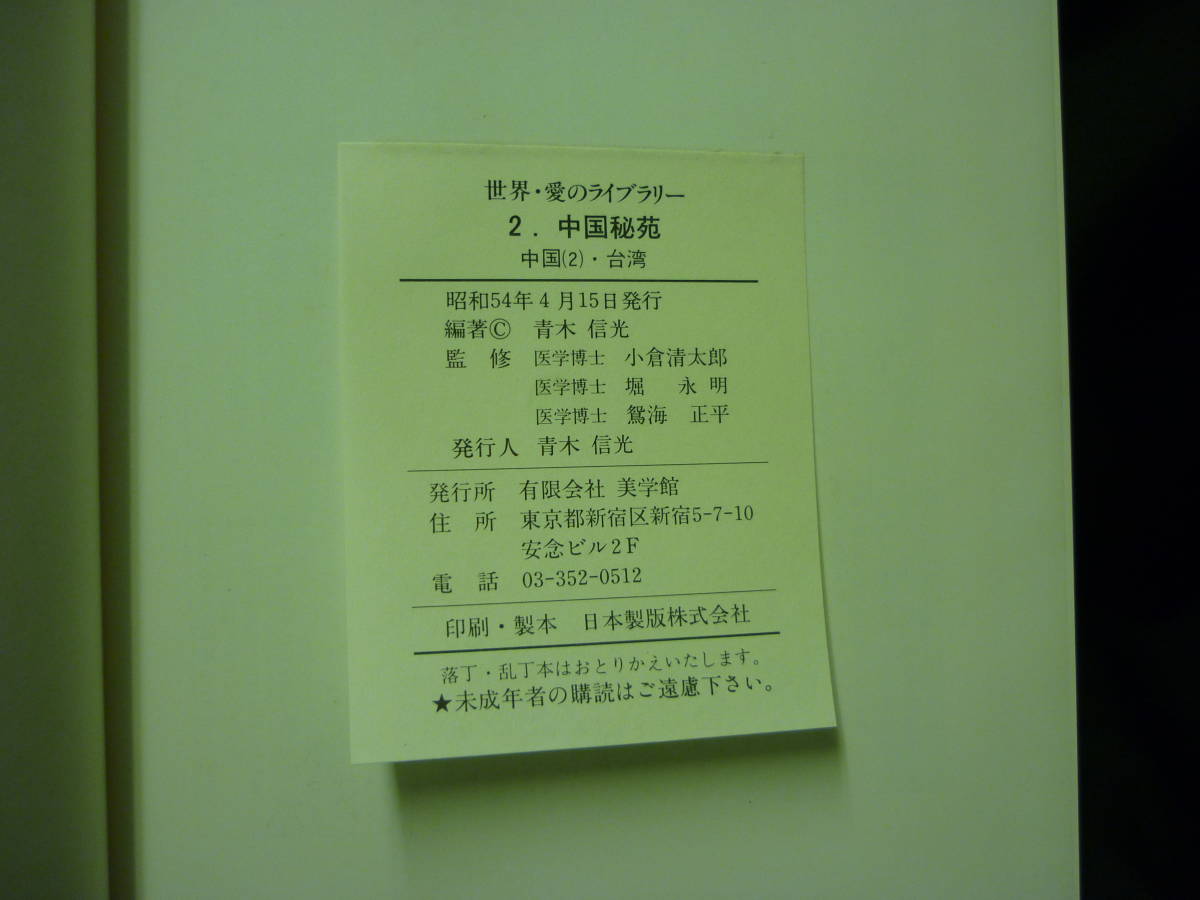 世界・愛のライブラリー
2. 中国秘苑
中国(2)・台湾
昭和54年4月15日発行
編著Ⓒ 青木 信光
監 修 医学博士 小倉清太郎
医学博士 堀 永 明
医学博士 鴛海 正平
発行人 青木 信光
発行所 有限会社 美学館
住 所 東京都新宿区新宿5-7-10
安念ビル2F
電 話 03-352-0512
印刷・製本 日本製版株式会社
落丁・乱丁本はおとりかえいたします。
★未成年者の購読はご遠慮下さい。